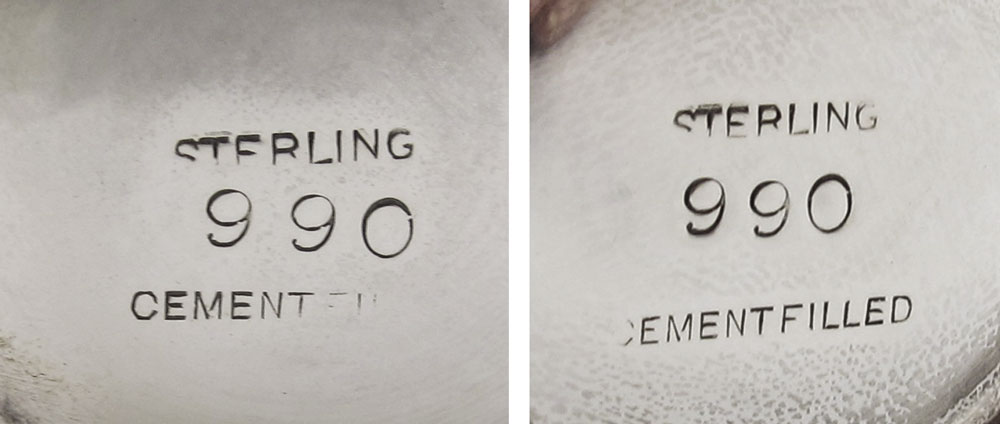 STERLING
990
CEMENT
STERLING
990
CEMENTFILLED